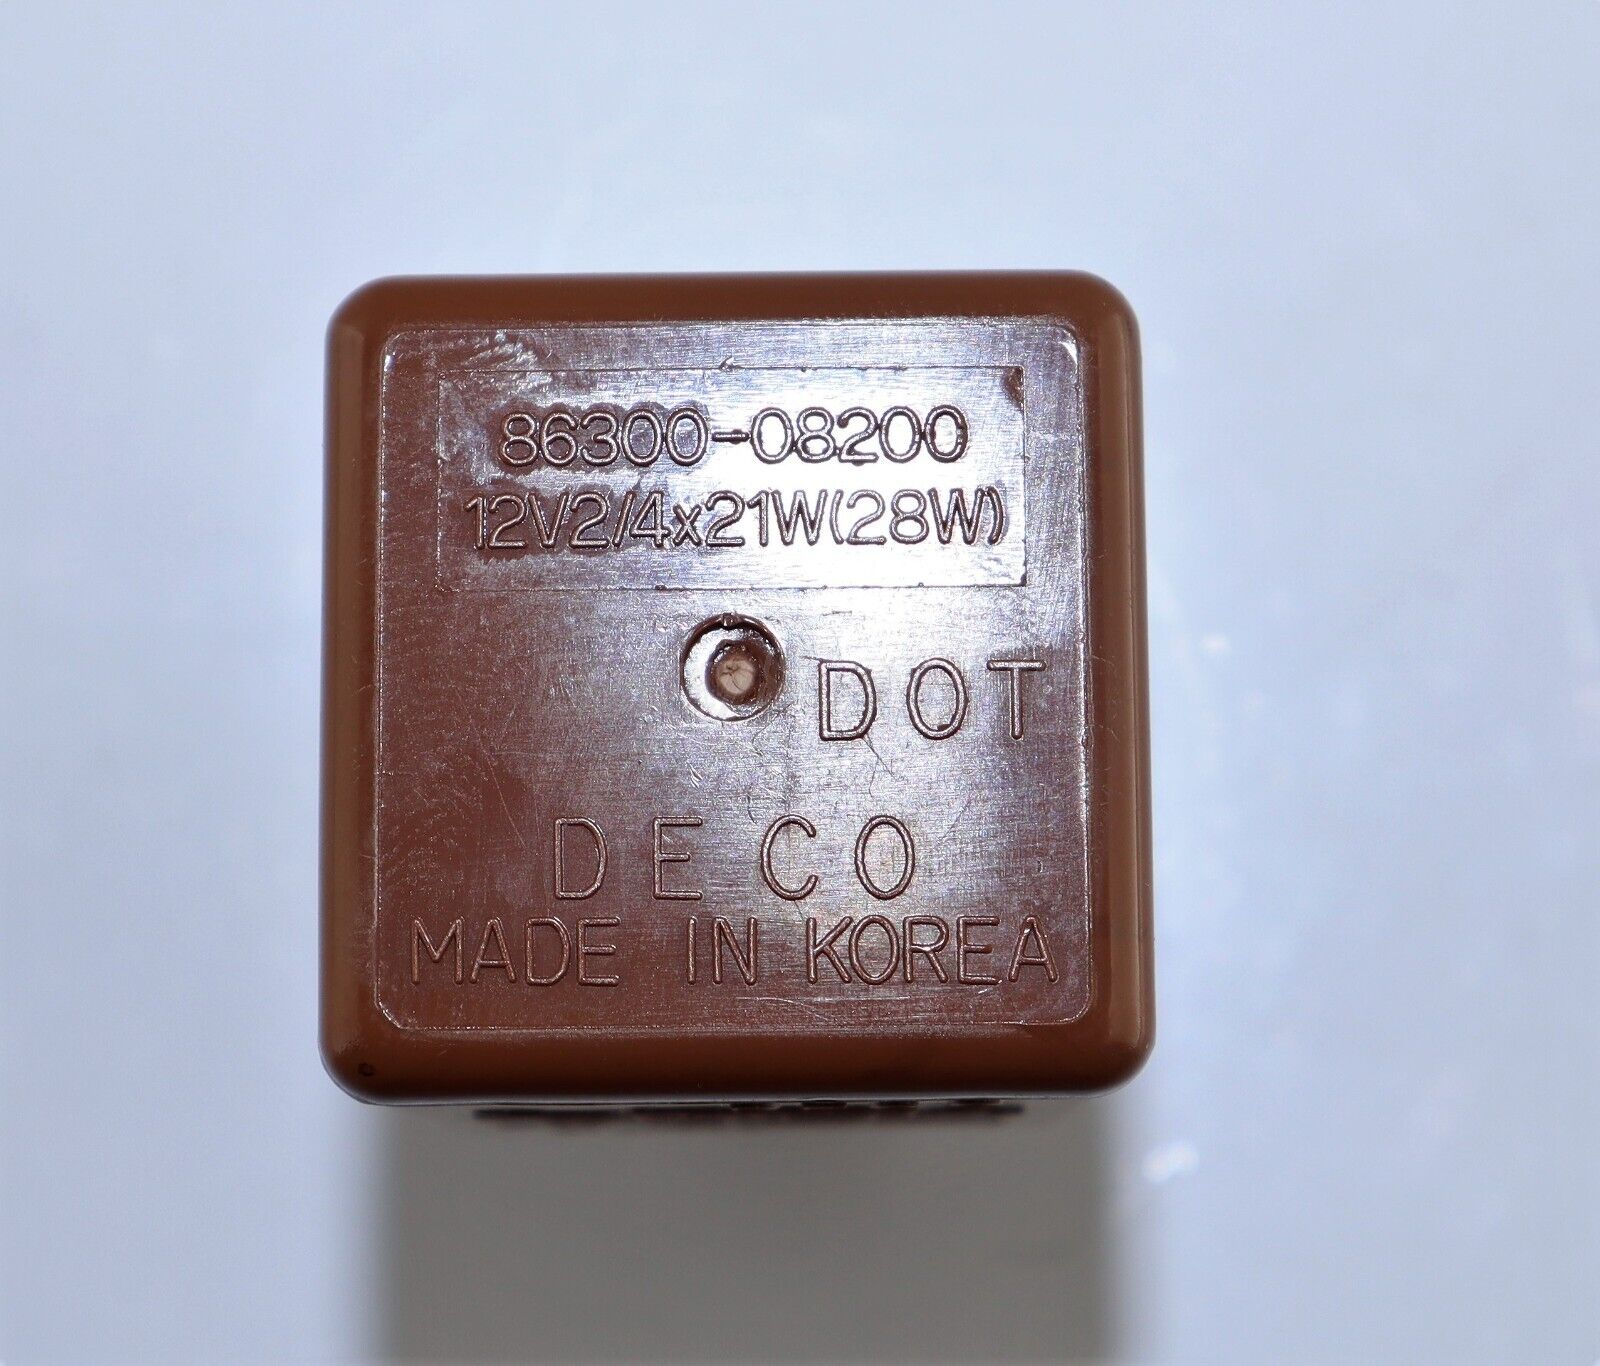 86300-08200
12V2/4x21W(28W)
DOT
DECO
MADE IN KOREA